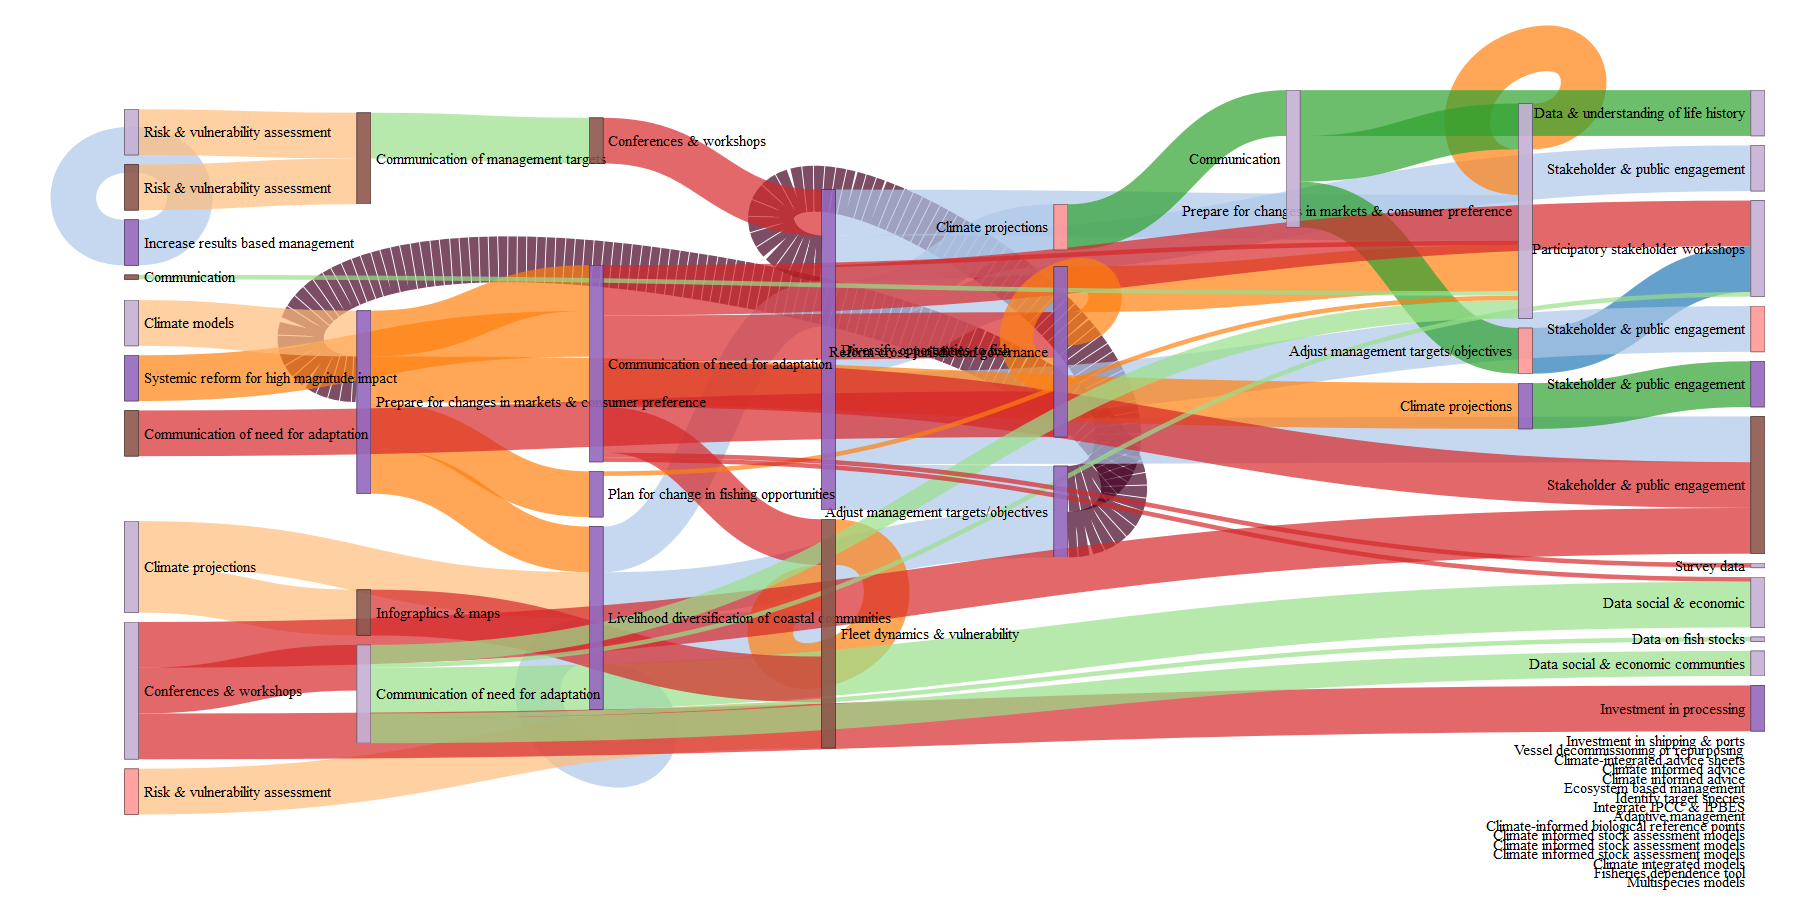 Risk & vulnerability assessment
Risk & vulnerability assessment
Increase results based management
Communication
Climate models
Systemic reform for high magnitude impact
Communication of need for adaptation
Climate projections
Conferences & workshops
Risk & vulnerability assessment
Communication of management targets
Prepare for changes in markets & consumer preference
Infographics & maps
Communication of need for adaptation
Conferences & workshops
Communication of need for adaptation
Plan for change in fishing opportunities
Livelihood diversification of coastal communities
Diversify opportunities to fish
Fleet dynamics & vulnerability
Climate projections
Reform cross-jurisdiction governance
Adjust management targets/objectives
Communication
Prepare for changes in markets & consumer preference
Adjust management targets/objectives
Climate projections
Data & understanding of life history
Stakeholder & public engagement
Participatory stakeholder workshops
Stakeholder & public engagement
Stakeholder & public engagement
Stakeholder & public engagement
Survey data
Data social & economic
Data on fish stocks
Data social & economic communties
Investment in processing
Investment in shipping & ports
Vessel decommissioning or repurposing
Climate-integrated advice sheets
Climate informed advice
Climate informed advice
Ecosystem based management
Identify target species
Integrate IPCC & IPBES
Adaptive management
Climate-informed biological reference points
Climate informed stock assessment models
Climate informed stock assessment models
Climate informed stock assessment models
Climate integrated models
Fisheries dependence tool
Multispecies models